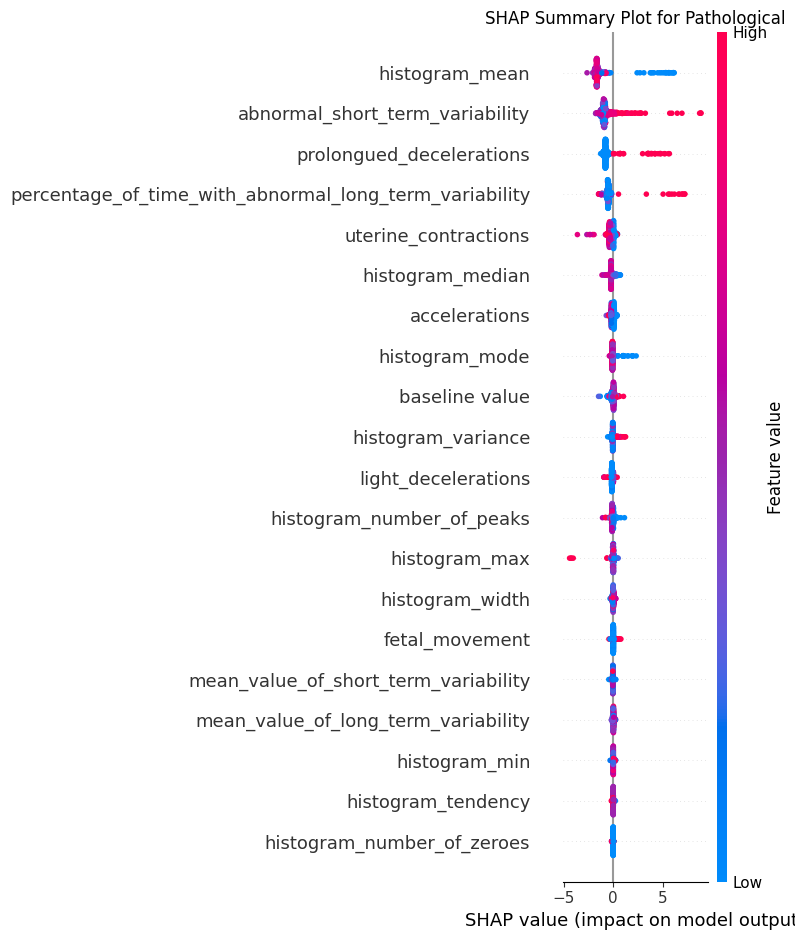 SHAP Summary Plot for Pathological
High
histogram_mean
abnormal_short_term_variability
prolongued_decelerations
percentage_of_time_with_abnormal_long_term_variability
uterine_contractions
histogram_median
accelerations
histogram_mode
baseline value
histogram_variance
light_decelerations
histogram_number_of_peaks
histogram_max
histogram_width
fetal_movement
mean_value_of_short_term_variability
mean_value_of_long_term_variability
histogram_min
histogram_tendency
histogram_number_of_zeroes
Feature value
Low
−5 0 5
SHAP value (impact on model output